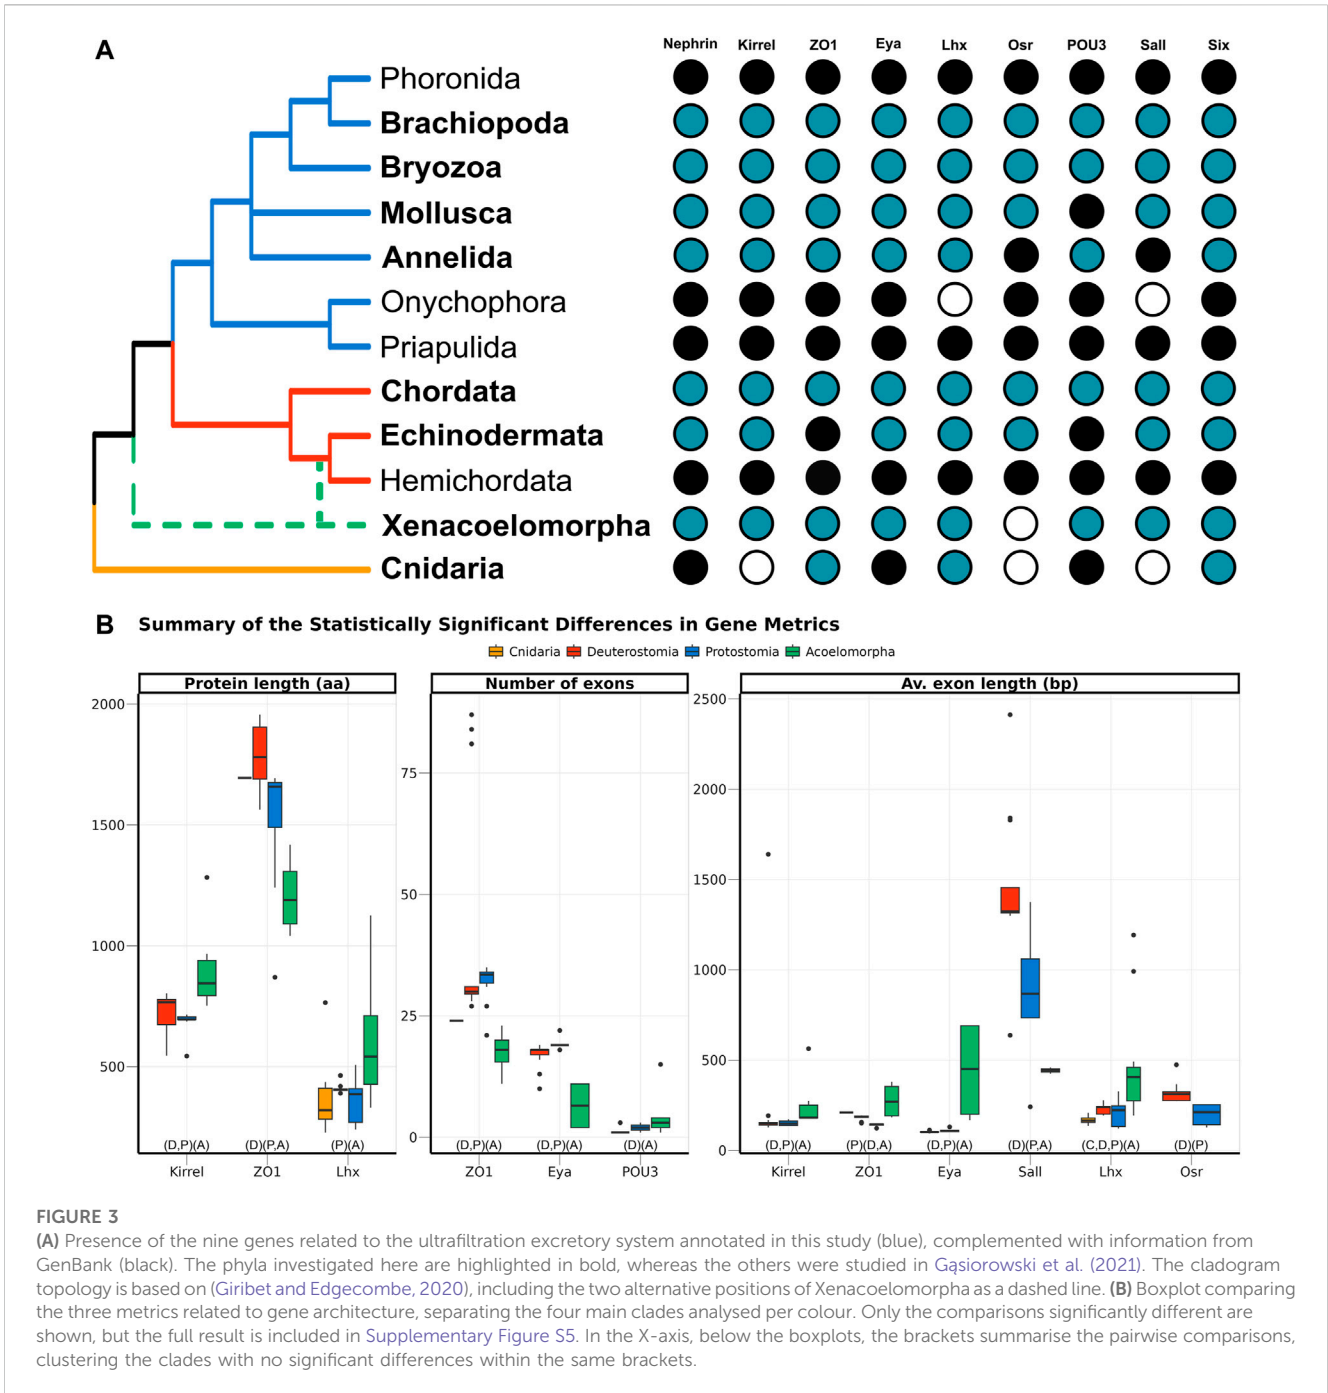 A
Nephrin Kirrel ZO1 Eya Lhx Osr POU3 Sall Six
Phoronida
Brachiopoda
Bryozoa
Mollusca
Annelida
Onychophora
Priapulida
Chordata
Echinodermata
Hemichordata
Xenacoelomorpha
Cnidaria
B Summary of the Statistically Significant Differences in Gene Metrics
Cnidaria Deuterostomia Protostomia Acoelomorpha
Protein length (aa)
2000
1500
1000
500
(D,P)(A) (D)(P,A) (P)(A)
Kirrel ZO1 Lhx
Number of exons
75
50
25
0
(D,P)(A) (D,P)(A) (D)(A)
ZO1 Eya POU3
Av. exon length (bp)
2500
2000
1500
1000
500
0
(D,P)(A) (P)(D,A) (D,P)(A) (D)(P,A) (C,D,P)(A) (D)(P)
Kirrel ZO1 Eya Sall Lhx Osr
FIGURE 3
(A) Presence of the nine genes related to the ultrafiltration excretory system annotated in this study (blue), complemented with information from
GenBank (black). The phyla investigated here are highlighted in bold, whereas the others were studied in Gąsiorowski et al. (2021). The cladogram
topology is based on (Giribet and Edgecombe, 2020), including the two alternative positions of Xenacoelomorpha as a dashed line. (B) Boxplot comparing
the three metrics related to gene architecture, separating the four main clades analysed per colour. Only the comparisons significantly different are
shown, but the full result is included in Supplementary Figure S5. In the X-axis, below the boxplots, the brackets summarise the pairwise comparisons,
clustering the clades with no significant differences within the same brackets.